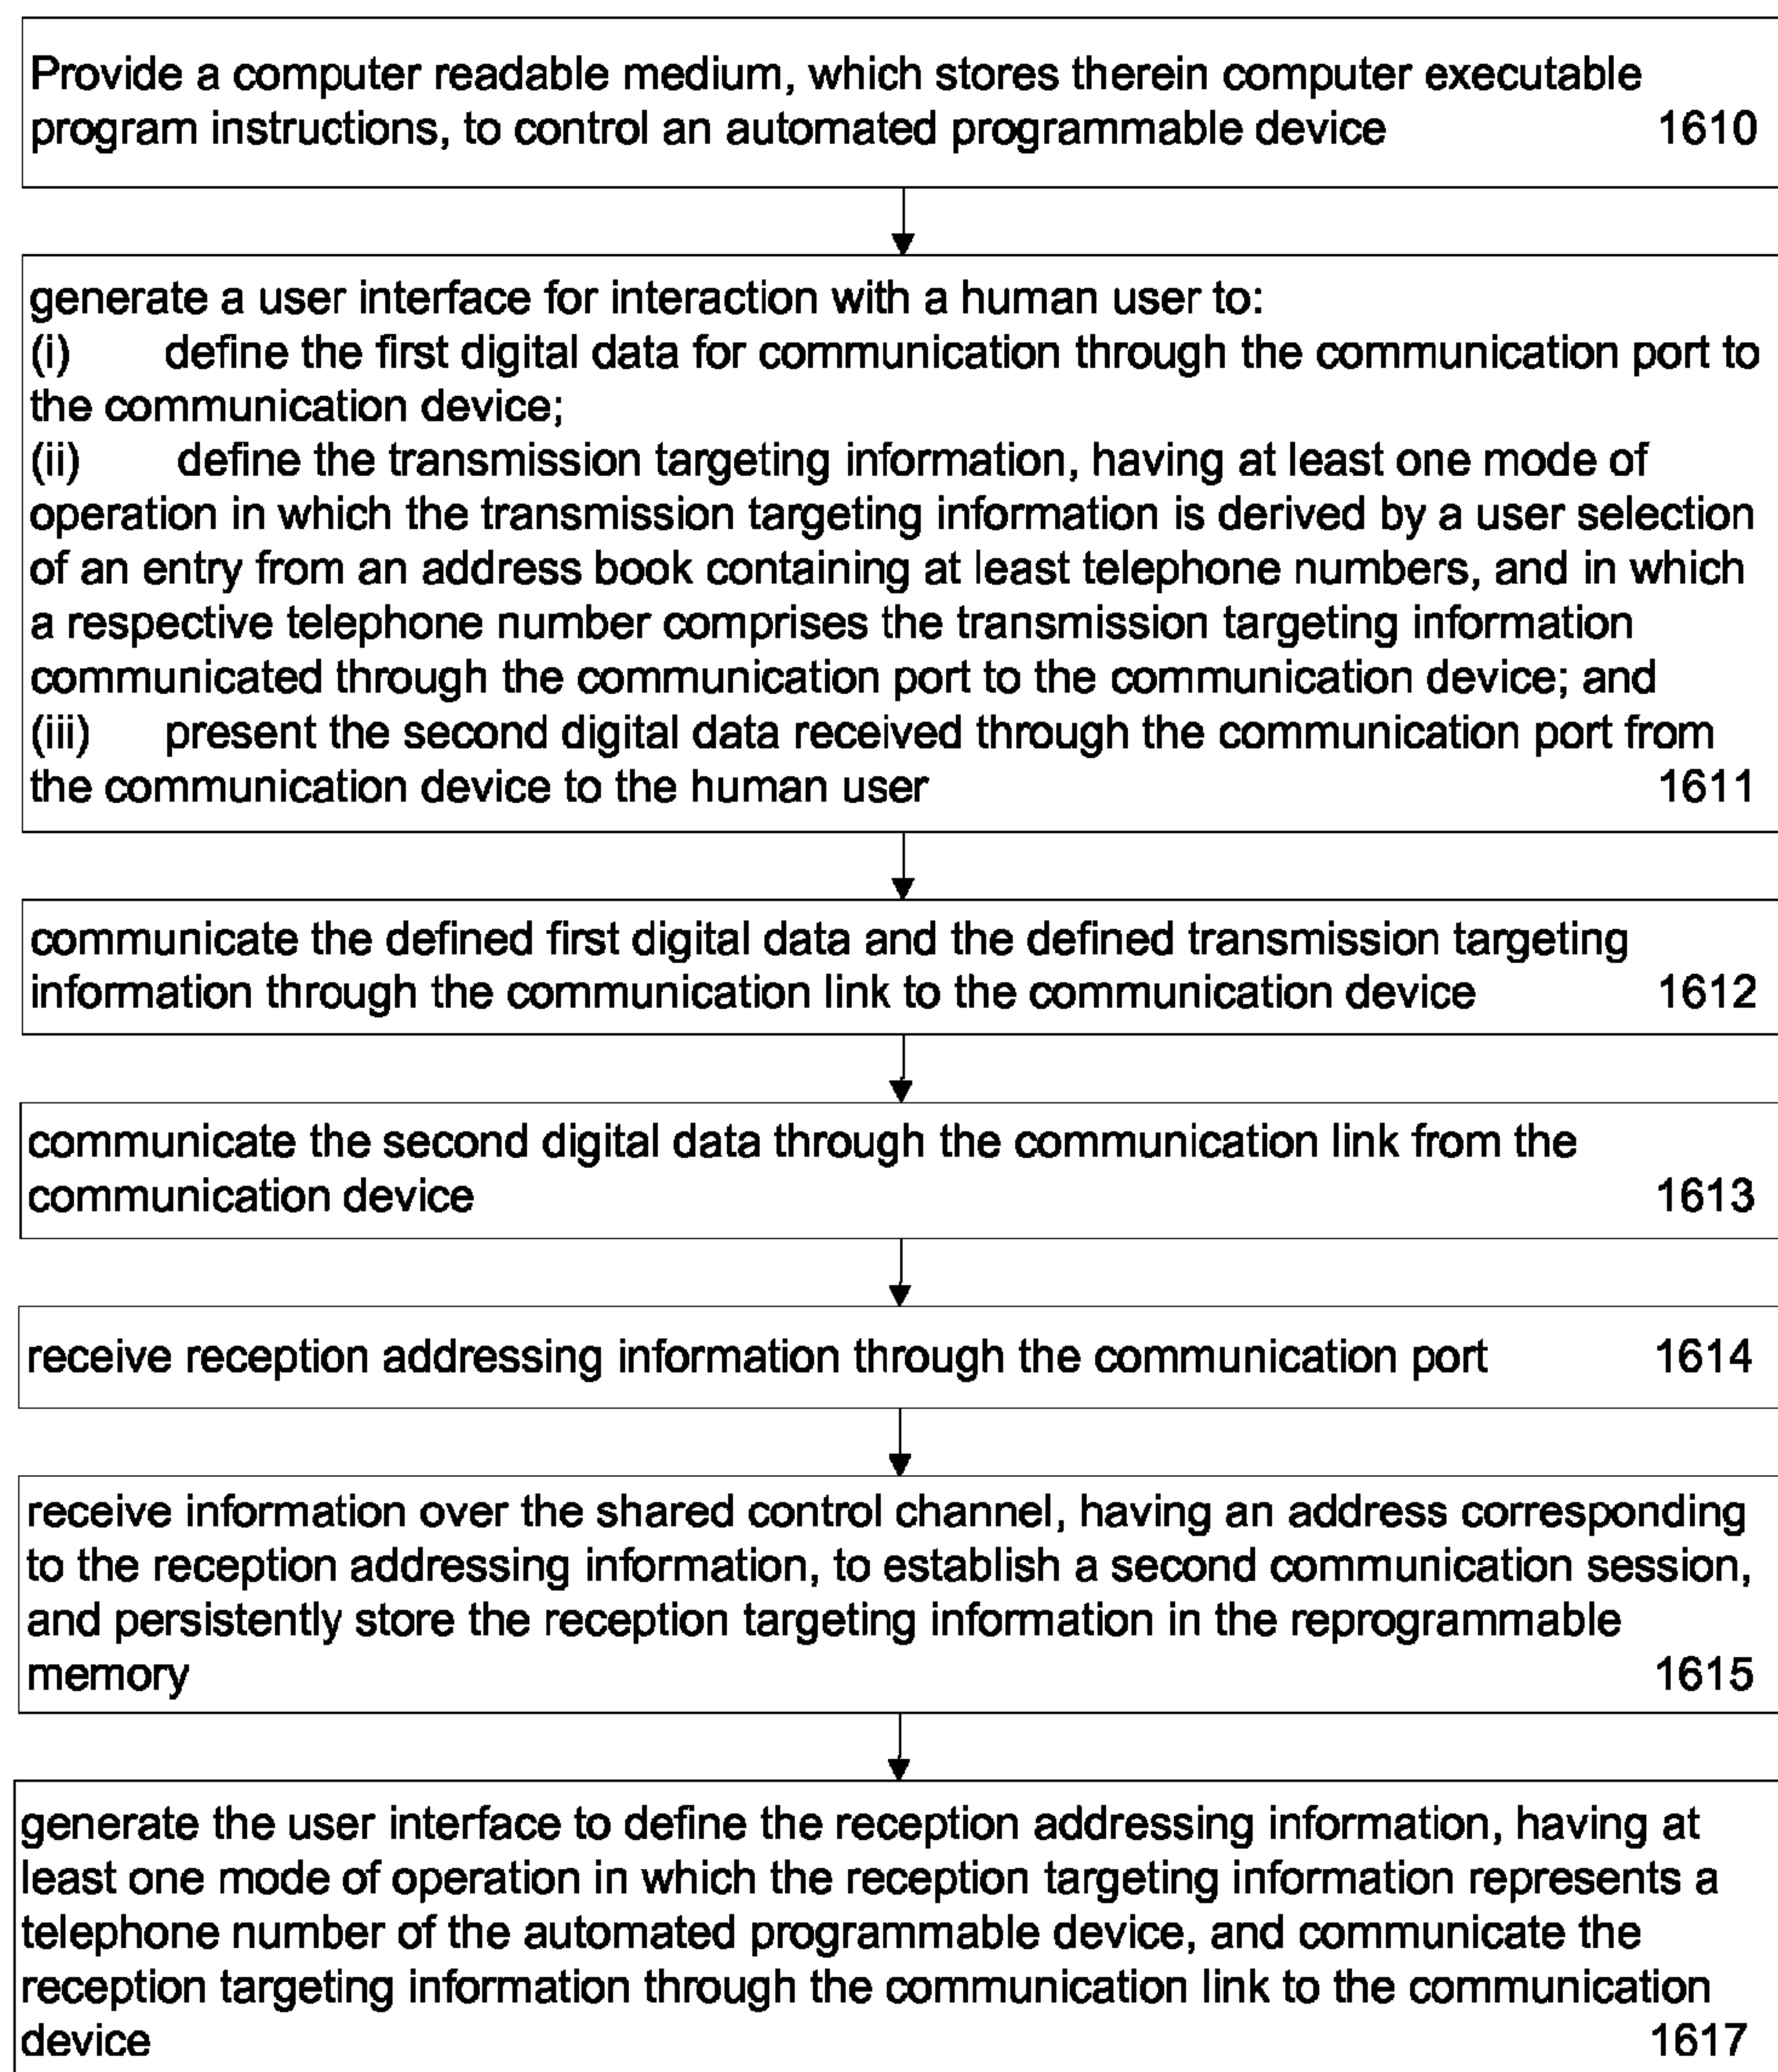 Provide a computer readable medium, which stores therein computer executable
program instructions, to control an automated programmable device 1610
generate a user interface for interaction with a human user to:
(i) define the first digital data for communication through the communication port to
the communication device;
(ii) define the transmission targeting information, having at least one mode of
operation in which the transmission targeting information is derived by a user selection
of an entry from an address book containing at least telephone numbers, and in which
a respective telephone number comprises the transmission targeting information
communicated through the communication port to the communication device; and
(iii) present the second digital data received through the communication port from
the communication device to the human user 1611
communicate the defined first digital data and the defined transmission targeting
information through the communication link to the communication device 1612
communicate the second digital data through the communication link from the
communication device 1613
receive reception addressing information through the communication port 1614
receive information over the shared control channel, having an address corresponding
to the reception addressing information, to establish a second communication session,
and persistently store the reception targeting information in the reprogrammable
memory 1615
generate the user interface to define the reception addressing information, having at
least one mode of operation in which the reception targeting information represents a
telephone number of the automated programmable device, and communicate the
reception targeting information through the communication link to the communication
device 1617